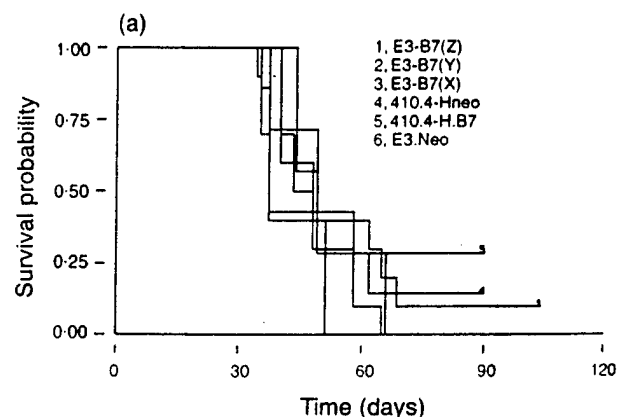 (a)
1, E3-B7(Z)
2, E3-B7(Y)
3, E3-B7(X)
4, 410.4-Hneo
5, 410.4-H.B7
6, E3.Neo
Survival probability
1·00
0·75
0·50
0·25
0·00
0
30
60
90
120
Time (days)